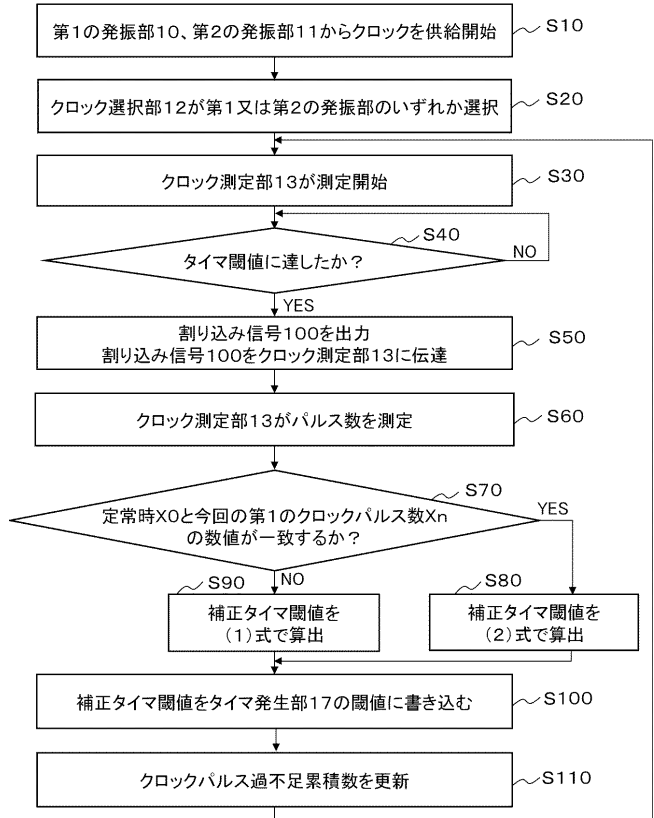 第1の発振部10、第2の発振部11からクロックを供給開始
S10
クロック選択部12が第1又は第2の発振部のいずれか選択
S20
クロック測定部13が測定開始
S30
タイマ閾値に達したか？
S40
NO
YES
割り込み信号100を出力
割り込み信号100をクロック測定部13に伝達
S50
クロック測定部13がパルス数を測定
S60
定常時X0と今回の第1のクロックパルス数Xn
の数値が一致するか？
S70
YES
NO
S90
補正タイマ閾値を
(1)式で算出
S80
補正タイマ閾値を
(2)式で算出
補正タイマ閾値をタイマ発生部17の閾値に書き込む
S100
クロックパルス過不足累積数を更新
S110